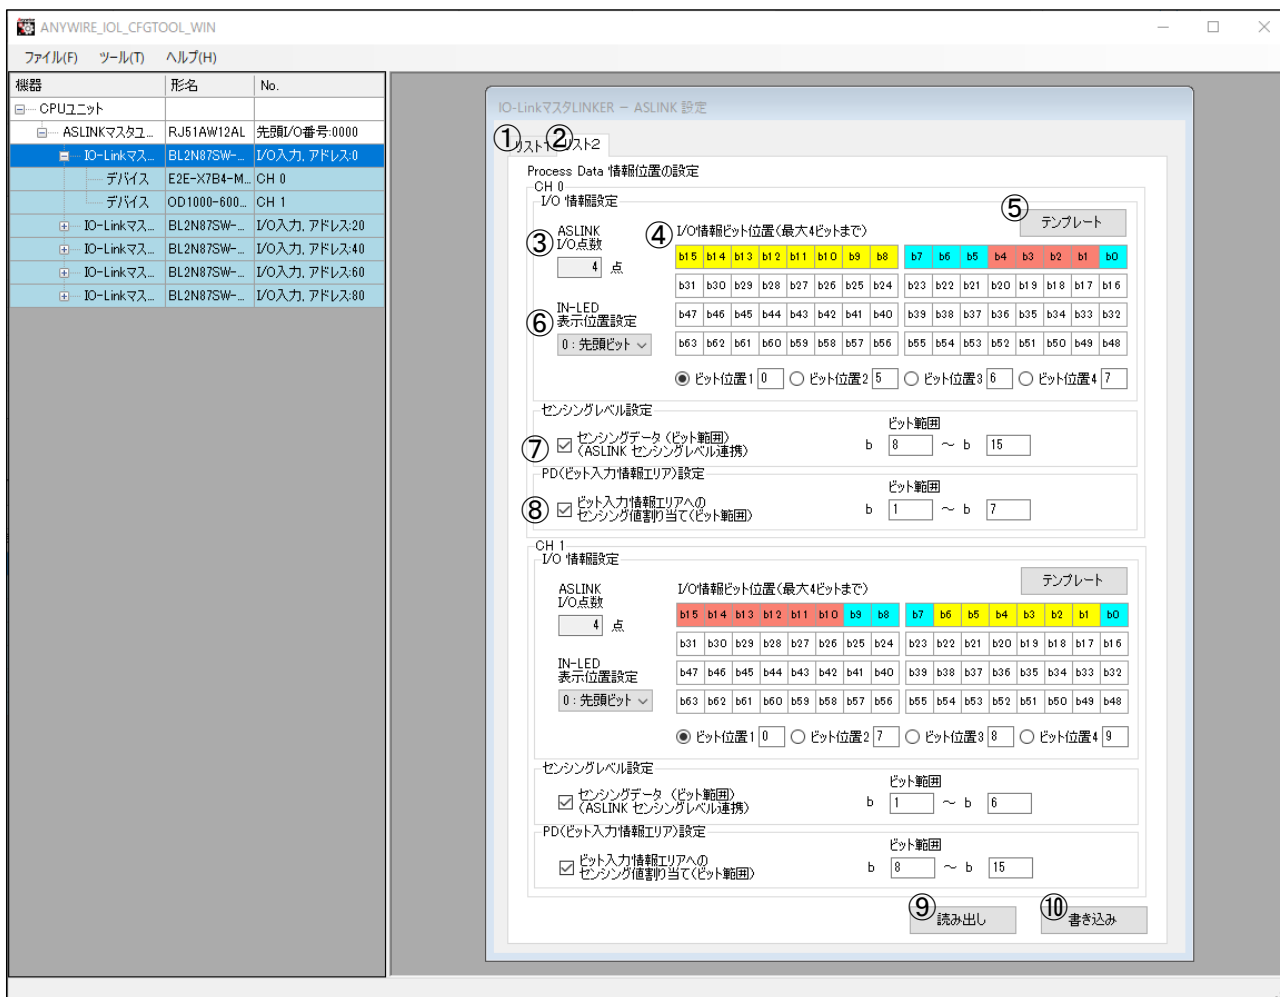 ANYWIRE_IOL_CFGTOOL_WIN
ファイル(F) ツール(T) ヘルプ(H)
機器 形名 No.
CPUユニット
ASLINKマスタユ... RJ51AW12AL 先頭I/O番号:0000
IO-Linkマス... BL2N87SW-... I/O入力, アドレス:0
デバイス E2E-X7B4-M... CH 0
デバイス OD1000-600... CH 1
IO-Linkマス... BL2N87SW-... I/O入力, アドレス:20
IO-Linkマス... BL2N87SW-... I/O入力, アドレス:40
IO-Linkマス... BL2N87SW-... I/O入力, アドレス:60
IO-Linkマス... BL2N87SW-... I/O入力, アドレス:80
IO-LinkマスタLINKER － ASLINK 設定
① リスト1 ② リスト2
Process Data 情報位置の設定
CH 0
I/O 情報設定
⑤ テンプレート
③ ASLINK I/O点数
4 点
④ I/O情報ビット位置(最大4ビットまで)
b15 b14 b13 b12 b11 b10 b9 b8 b7 b6 b5 b4 b3 b2 b1 b0
b31 b30 b29 b28 b27 b26 b25 b24 b23 b22 b21 b20 b19 b18 b17 b16
b47 b46 b45 b44 b43 b42 b41 b40 b39 b38 b37 b36 b35 b34 b33 b32
b63 b62 b61 b60 b59 b58 b57 b56 b55 b54 b53 b52 b51 b50 b49 b48
⑥ IN-LED
表示位置設定
0 : 先頭ビット
ビット位置1 0 ビット位置2 5 ビット位置3 6 ビット位置4 7
センシングレベル設定
ビット範囲
⑦ センシングデータ (ビット範囲)
(ASLINK センシングレベル連携)
b 8 ～ b 15
PD(ビット入力情報エリア)設定
ビット範囲
⑧ ビット入力情報エリアへの
センシング値割り当て(ビット範囲)
b 1 ～ b 7
CH 1
I/O 情報設定
テンプレート
ASLINK
I/O点数
4 点
I/O情報ビット位置(最大4ビットまで)
b15 b14 b13 b12 b11 b10 b9 b8 b7 b6 b5 b4 b3 b2 b1 b0
b31 b30 b29 b28 b27 b26 b25 b24 b23 b22 b21 b20 b19 b18 b17 b16
b47 b46 b45 b44 b43 b42 b41 b40 b39 b38 b37 b36 b35 b34 b33 b32
b63 b62 b61 b60 b59 b58 b57 b56 b55 b54 b53 b52 b51 b50 b49 b48
IN-LED
表示位置設定
0 : 先頭ビット
ビット位置1 0 ビット位置2 7 ビット位置3 8 ビット位置4 9
センシングレベル設定
ビット範囲
センシングデータ (ビット範囲)
(ASLINK センシングレベル連携)
b 1 ～ b 6
PD(ビット入力情報エリア)設定
ビット範囲
ビット入力情報エリアへの
センシング値割り当て(ビット範囲)
b 8 ～ b 15
⑨ 読み出し ⑩ 書き込み